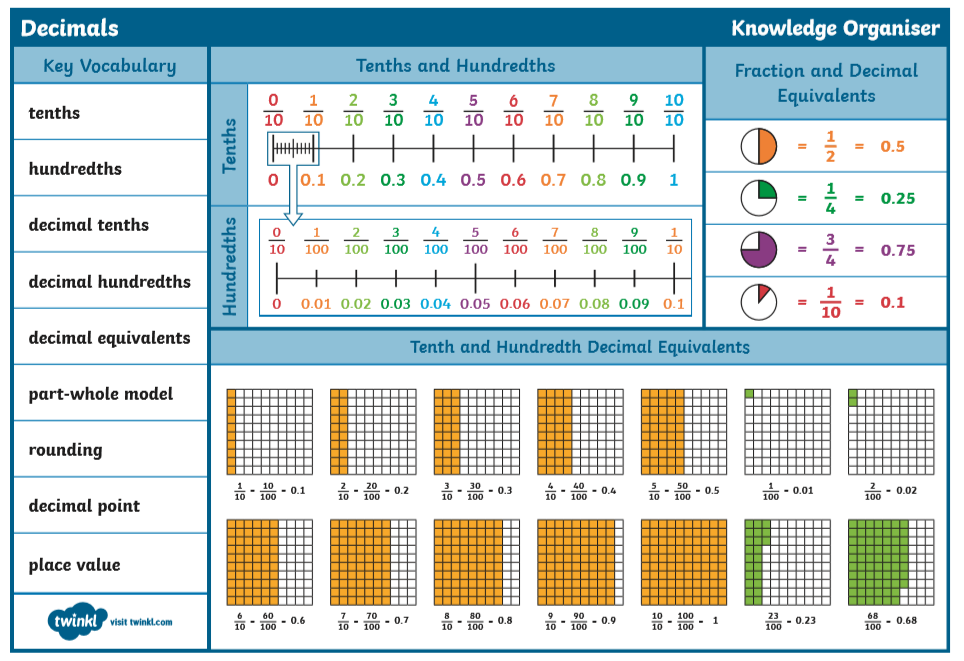 Decimals
Knowledge Organiser
Key Vocabulary
tenths
hundredths
decimal tenths
decimal hundredths
decimal equivalents
part-whole model
rounding
decimal point
place value
twinkl visit twinkl.com
Tenths and Hundredths
Tenths
0/10 1/10 2/10 3/10 4/10 5/10 6/10 7/10 8/10 9/10 10/10
0 0.1 0.2 0.3 0.4 0.5 0.6 0.7 0.8 0.9 1
Hundredths
0/10 1/100 2/100 3/100 4/100 5/100 6/100 7/100 8/100 9/100 1/10
0 0.01 0.02 0.03 0.04 0.05 0.06 0.07 0.08 0.09 0.1
Fraction and Decimal
Equivalents
= 1/2 = 0.5
= 1/4 = 0.25
= 3/4 = 0.75
= 1/10 = 0.1
Tenth and Hundredth Decimal Equivalents
1/10 - 10/100 - 0.1
2/10 - 20/100 - 0.2
3/10 - 30/100 - 0.3
4/10 - 40/100 - 0.4
5/10 - 50/100 - 0.5
1/100 - 0.01
2/100 - 0.02
6/10 - 60/100 - 0.6
7/10 - 70/100 - 0.7
8/10 - 80/100 - 0.8
9/10 - 90/100 - 0.9
10/10 - 100/100 - 1
23/100 - 0.23
68/100 - 0.68